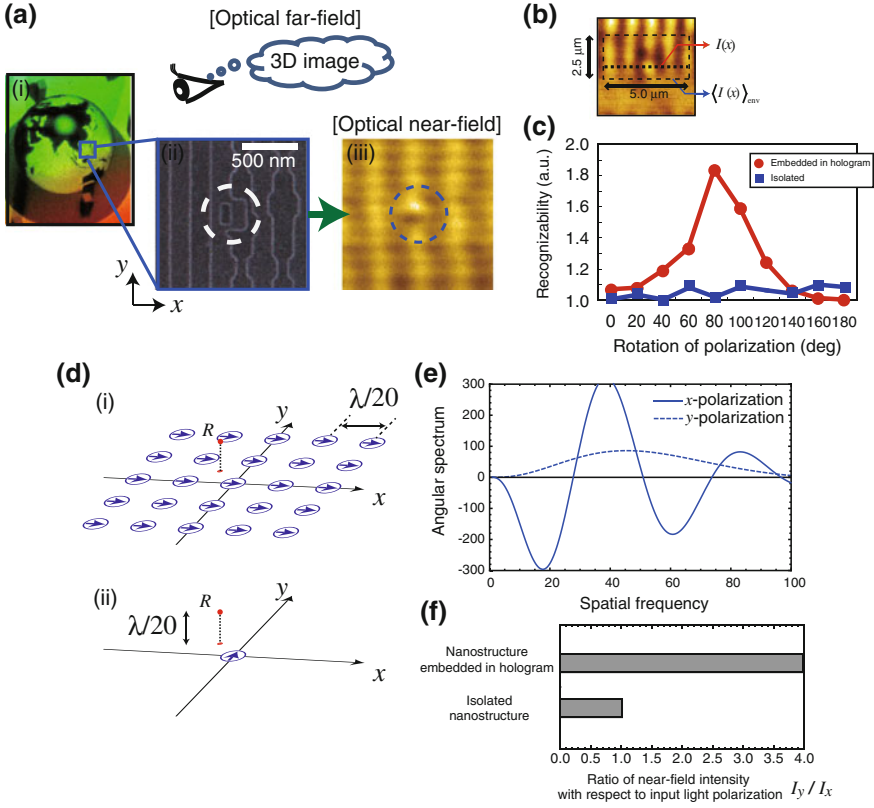 (a)
[Optical far-field]
3D image
(i)
(ii)
500 nm
[Optical near-field]
(iii)
y
x
(b)
2.5 μm
5.0 μm
I(x)
⟨I (x)⟩env
(c)
Recognizability (a.u.)
2.0
1.8
1.6
1.4
1.2
1.0
Embedded in hologram
Isolated
0 20 40 60 80 100 120 140 160 180
Rotation of polarization (deg)
(d)
(i)
λ/20
y
R
x
(ii)
y
R
λ/20
x
(e)
Angular spectrum
300
200
100
0
-100
-200
-300
x-polarization
y-polarization
0 20 40 60 80 100
Spatial frequency
(f)
Nanostructure
embedded in hologram
Isolated
nanostructure
0.0 0.5 1.0 1.5 2.0 2.5 3.0 3.5 4.0
Ratio of near-field intensity
with respect to input light polarization Iy / Ix